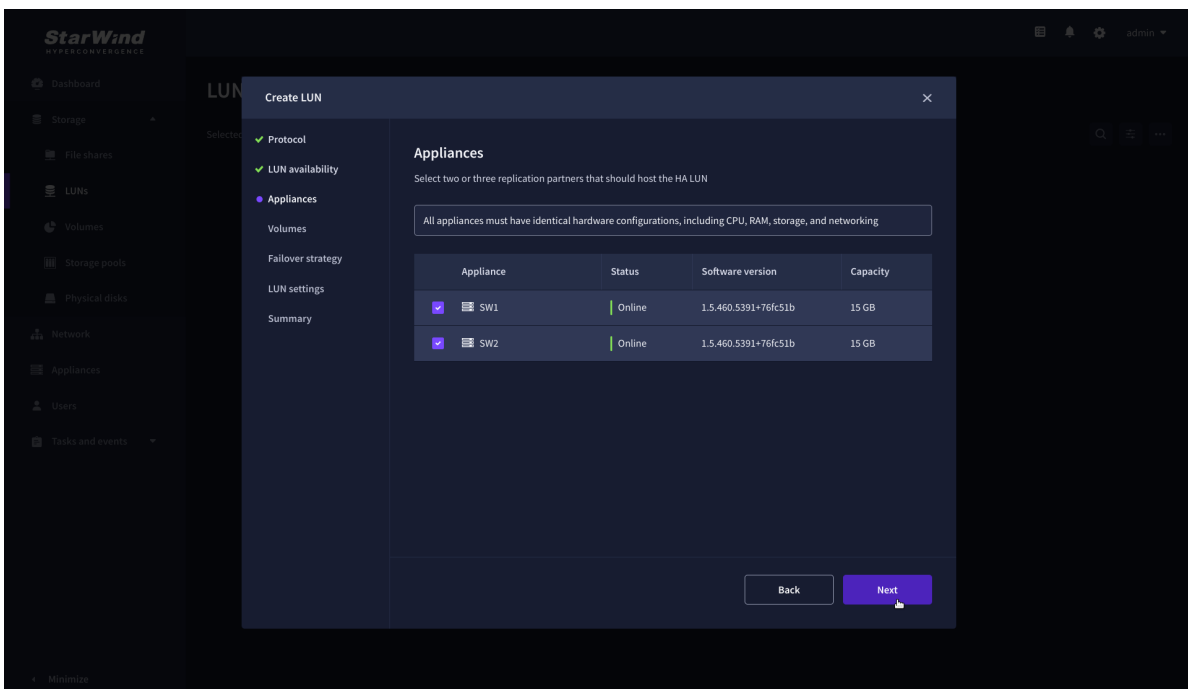 StarWind
HYPERCONVERGENCE
admin
Dashboard
Storage
File shares
LUNs
Volumes
Storage pools
Physical disks
Network
Appliances
Users
Tasks and events
Minimize
LUN
Selected
Create LUN
Protocol
LUN availability
Appliances
Volumes
Failover strategy
LUN settings
Summary
Appliances
Select two or three replication partners that should host the HA LUN
All appliances must have identical hardware configurations, including CPU, RAM, storage, and networking
Appliance Status Software version Capacity
SW1 Online 1.5.460.5391+76fc51b 15 GB
SW2 Online 1.5.460.5391+76fc51b 15 GB
Back Next